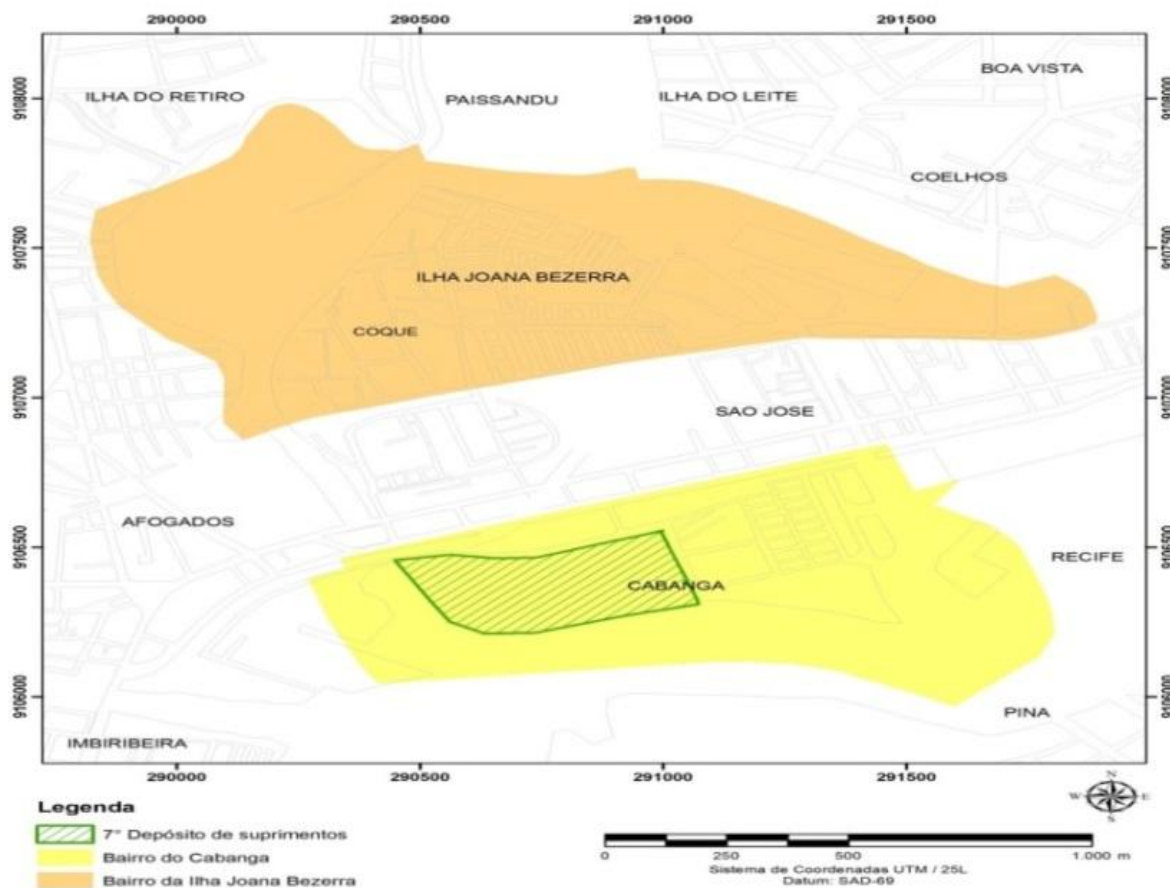 290000 290500 291000 291500
BOA VISTA
ILHA DO RETIRO PAISSANDU ILHA DO LEITE
9108000 9108000
COELHOS
9107500 9107500
ILHA JOANA BEZERRA
COQUE
9107000 9107000
SAO JOSE
AFOGADOS
9106500 9106500
RECIFE
CABANGA
9106000 9106000
PINA
IMBIRIBEIRA
290000 290500 291000 291500
Legenda
7° Depósito de suprimentos
Bairro do Cabanga
Bairro da Ilha Joana Bezerra
N
W E
S
0 250 500 1.000 m
Sistema de Coordenadas UTM / 25L
Datum: SAD-69